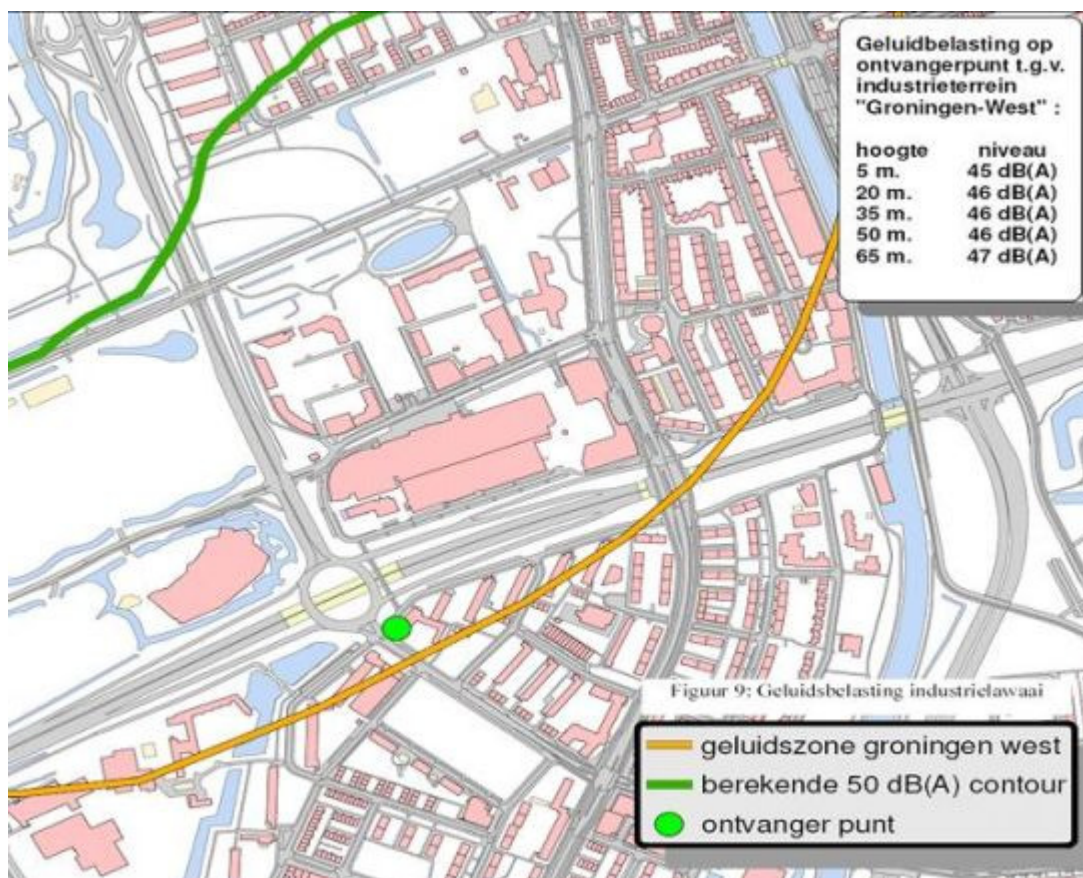 Geluidbelasting op
ontvangerpunt t.g.v.
industrieterrein
"Groningen-West" :
hoogte niveau
5 m. 45 dB(A)
20 m. 46 dB(A)
35 m. 46 dB(A)
50 m. 46 dB(A)
65 m. 47 dB(A)
Figuur 9: Geluidsbelasting industrielawaai
geluidszone groningen west
berekende 50 dB(A) contour
ontvanger punt